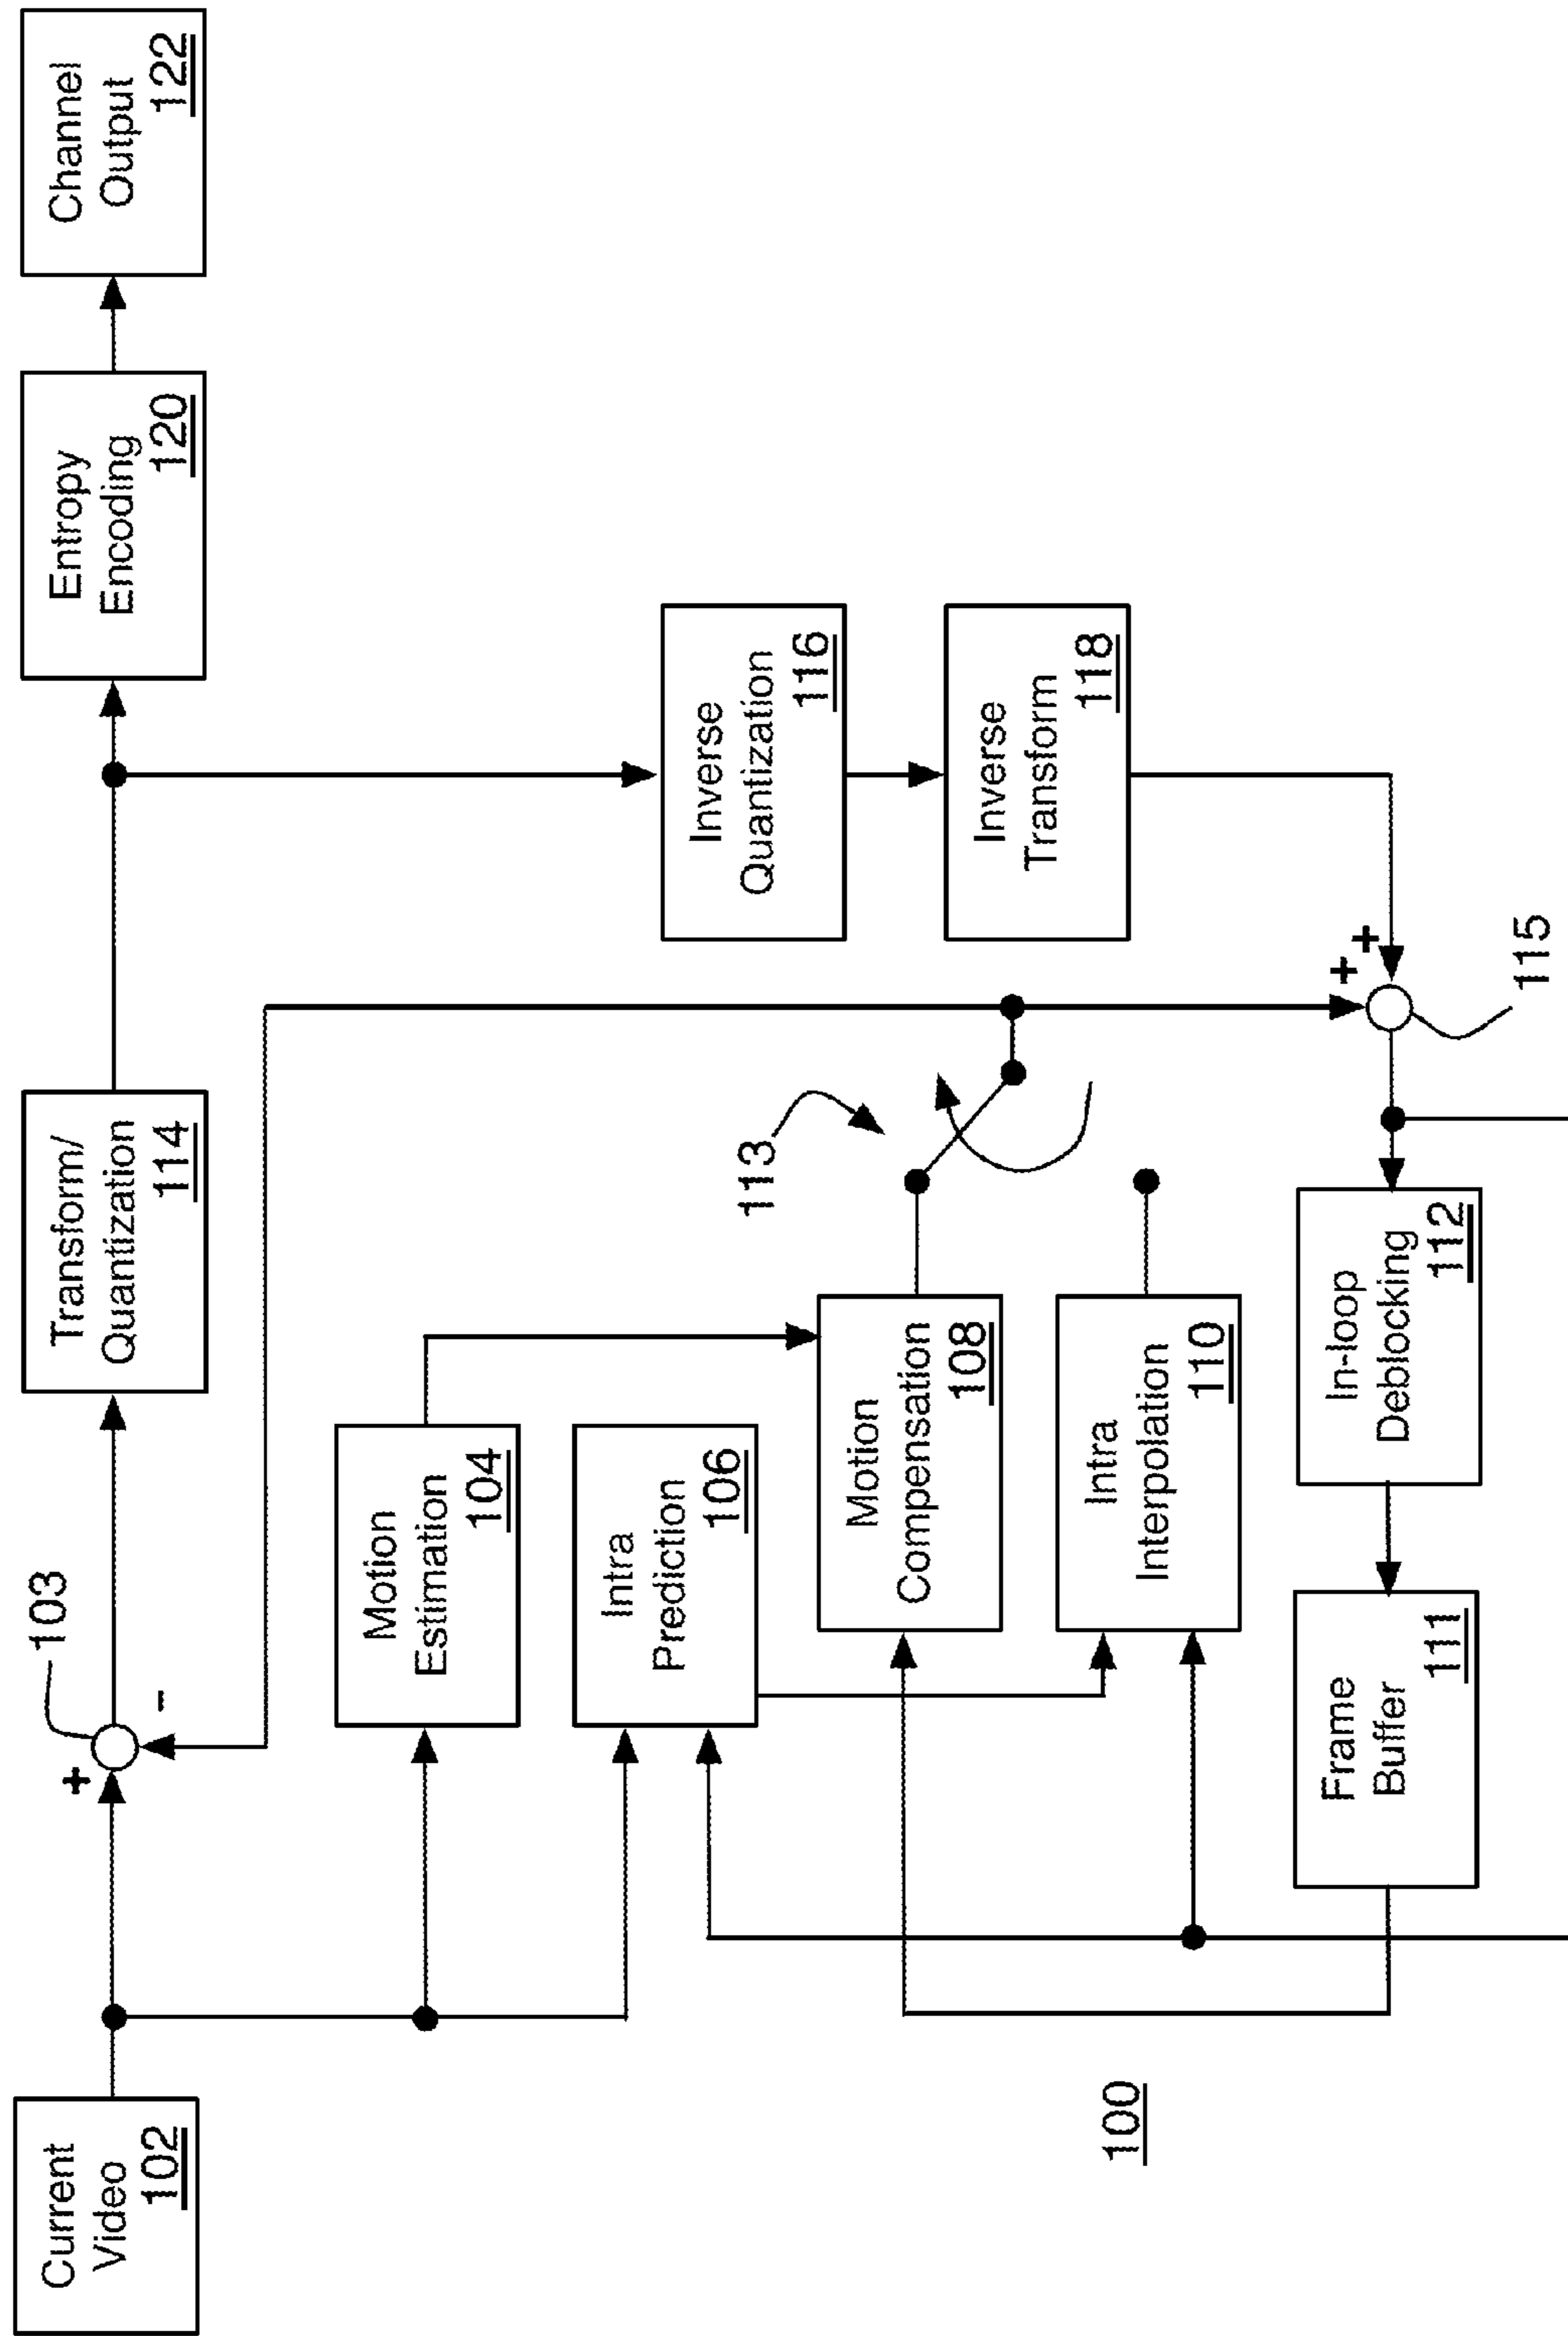 Current
Video
102
+
-
103
Transform/
Quantization
114
Entropy
Encoding
120
Channel
Output
122
Motion
Estimation
104
Intra
Prediction
106
Inverse
Quantization
116
Motion
Compensation
108
113
Inverse
Transform
118
Intra
Interpolation
110
100
Frame
Buffer
111
In-loop
Deblocking
112
+
+
115